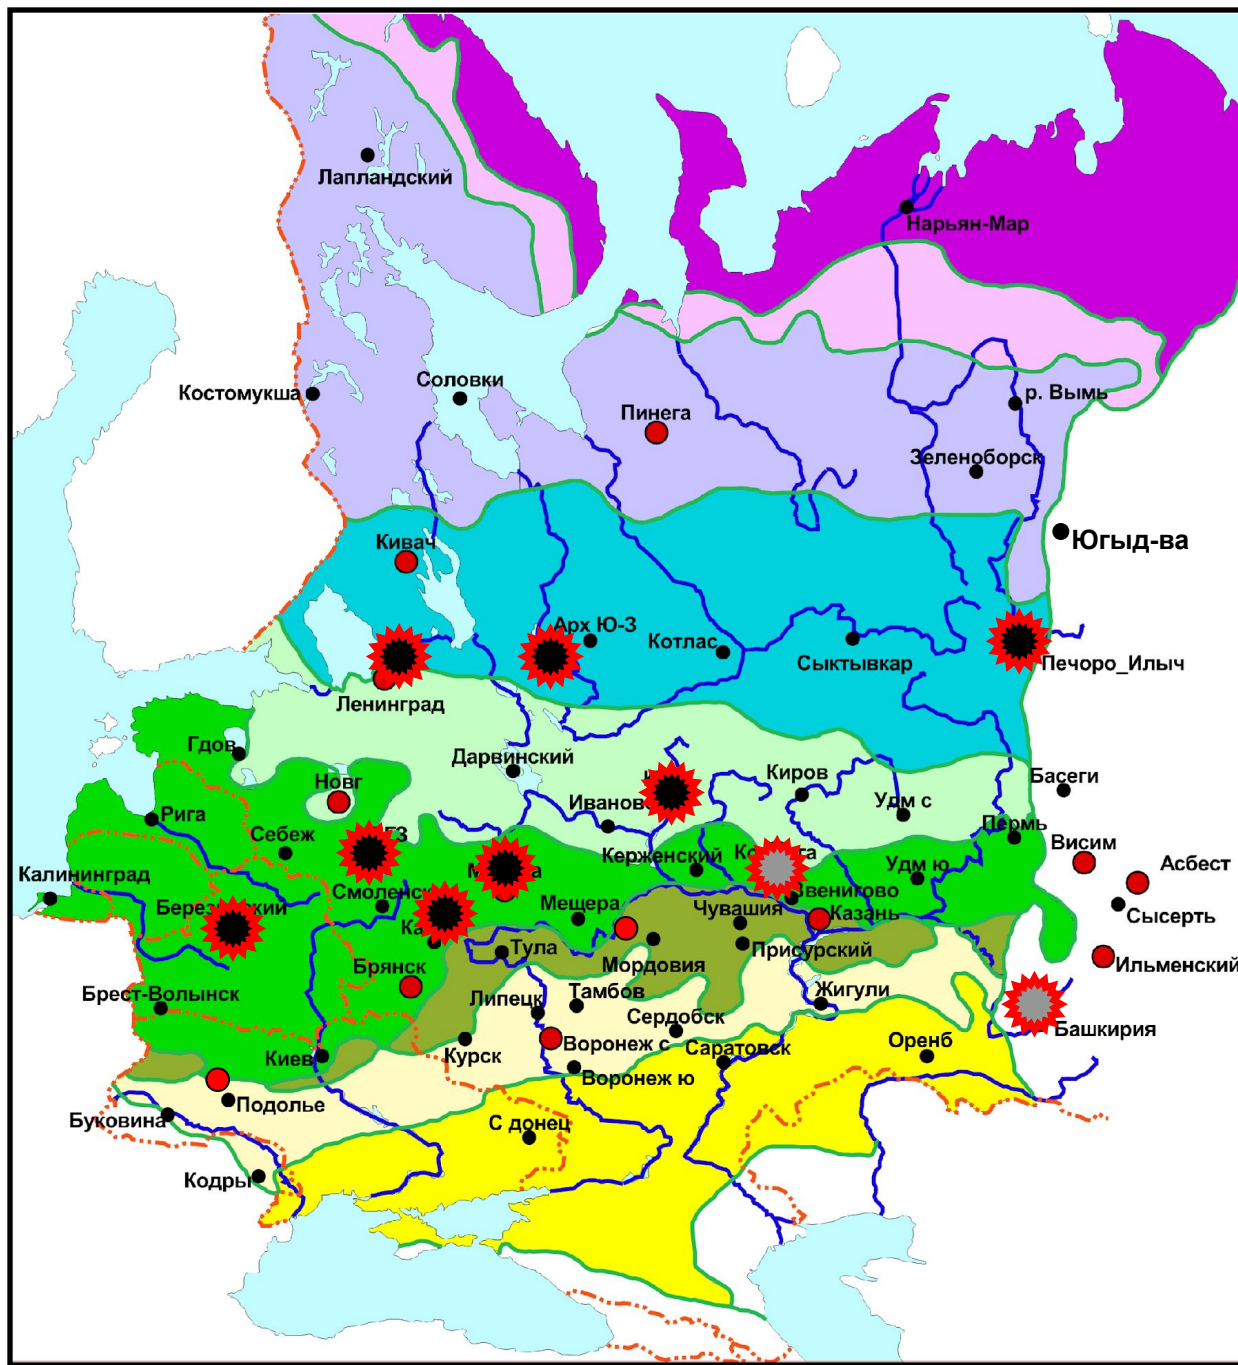 Лапландский
Нарьян-Мар
Костомукша
Соловки
р. Вымь
Пинега
Зеленоборск
Кивач
Югыд-ва
Арх Ю-З
Котлас
Сыктывкар
Печоро_Илыч
Ленинград
Гдов
Дарвинский
Киров
Басеги
Новг
Рига
Иваново
Удм с
Пермь
Себеж
Висим
Асбест
Калининград
Керженский
Удм ю
Смоленск
Звенигово
Сысерть
Березинский
Мещера
Чувашия
Казань
Тула
Присурский
Брянск
Мордовия
Ильменский
Брест-Волынск
Липецк
Тамбов
Жигули
Сердобск
Башкирия
Киев
Курск
Воронеж с
Саратовск
Оренб
Воронеж ю
Подолье
Буковина
С донец
Кодры